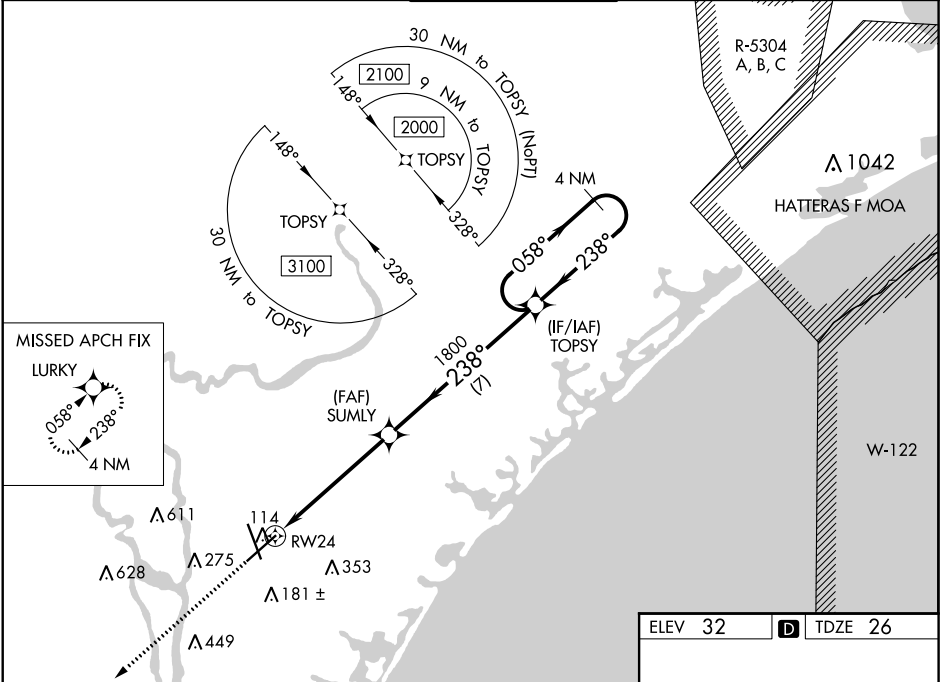 30 NM to TOPSY (NoPT)
2100
148°
9 NM to TOPSY
2000
TOPSY
328°
148°
TOPSY
328°
3100
30 NM to TOPSY
R-5304
A, B, C
1042
HATTERAS F MOA
4 NM
058°
238°
(IF/IAF)
TOPSY
1800
238°
(7)
(FAF)
SUMLY
MISSED APCH FIX
LURKY
058°
238°
4 NM
W-122
611
114
RW24
275
353
628
181 ±
449
ELEV 32
D
TDZE 26